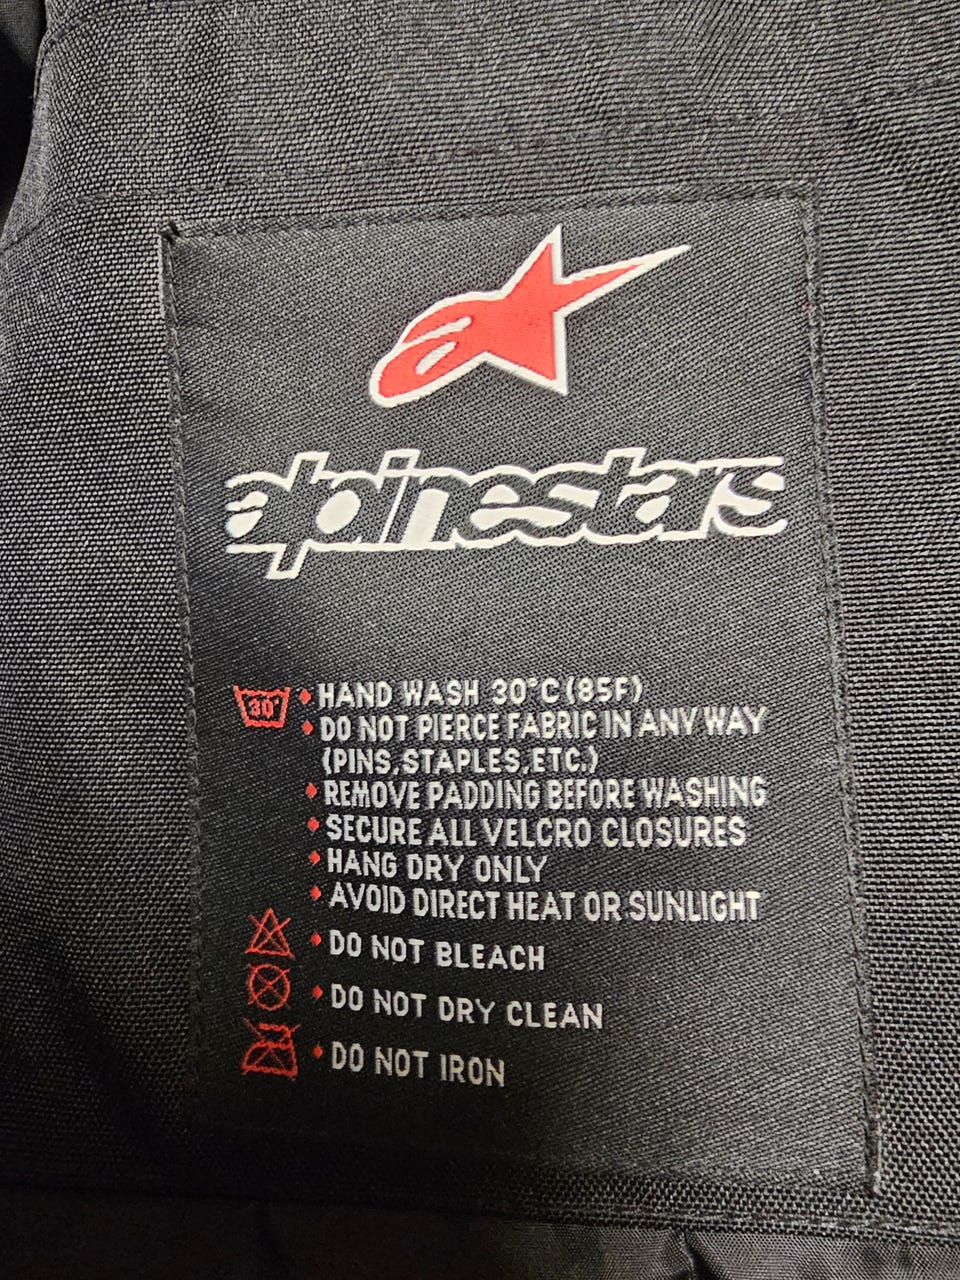 alpinestars
30°
• HAND WASH 30°C (85F)
• DO NOT PIERCE FABRIC IN ANY WAY
(PINS,STAPLES,ETC.)
• REMOVE PADDING BEFORE WASHING
• SECURE ALL VELCRO CLOSURES
• HANG DRY ONLY
• AVOID DIRECT HEAT OR SUNLIGHT
• DO NOT BLEACH
• DO NOT DRY CLEAN
• DO NOT IRON